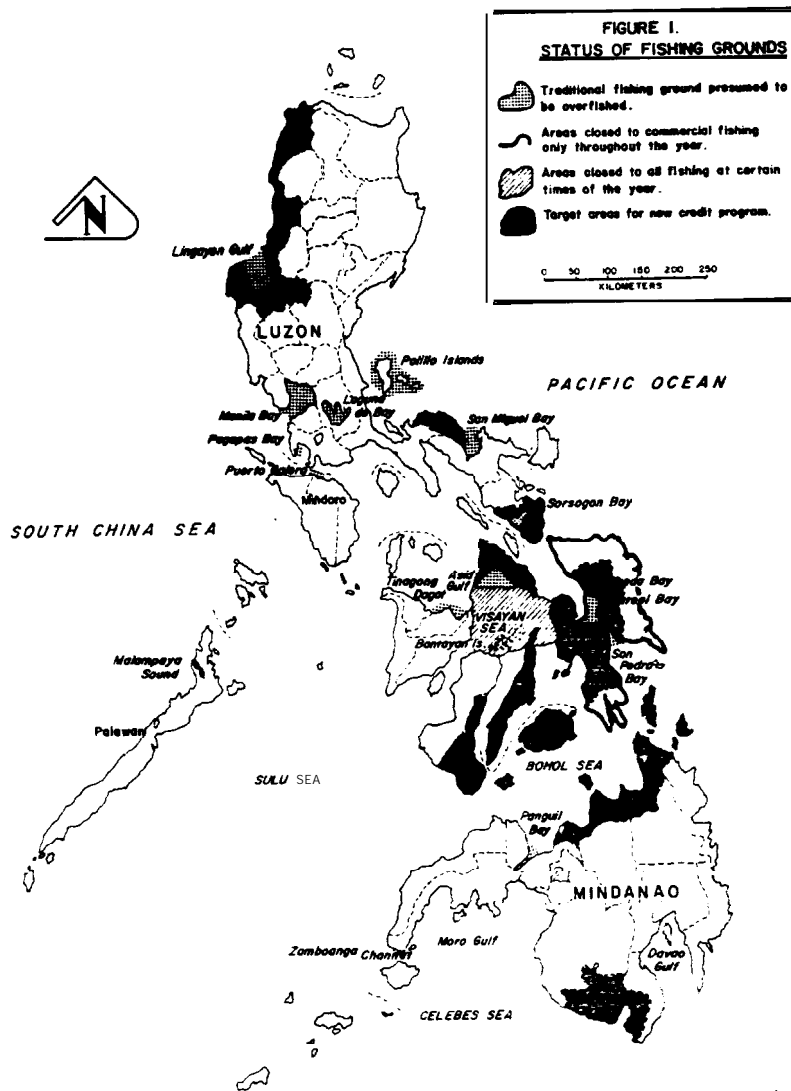 FIGURE I.
STATUS OF FISHING GROUNDS
Traditional fishing ground presumed to
be overfished.
Areas closed to commercial fishing
only throughout the year.
Areas closed to all fishing at certain
times of the year.
Target areas for new credit program.
0 50 100 150 200 250
KILOMETERS
N
Lingayen Gulf
LUZON
Polillo Islands
PACIFIC OCEAN
Manila Bay
Laguna
de Bay
San Miguel Bay
Pagapas Bay
Puerto Galera
Mindoro
Sorsogon Bay
SOUTH CHINA SEA
Asid
Gulf
Tinagong
Dagat
Bay
Bay
VISAYAN
SEA
Banrayan Is.
San
Pedro
Bay
Malampaya
Sound
Palawan
BOHOL SEA
SULU SEA
Panguil
Bay
MINDANAO
Zamboanga Channel
Moro Gulf
Davao
Gulf
CELEBES SEA